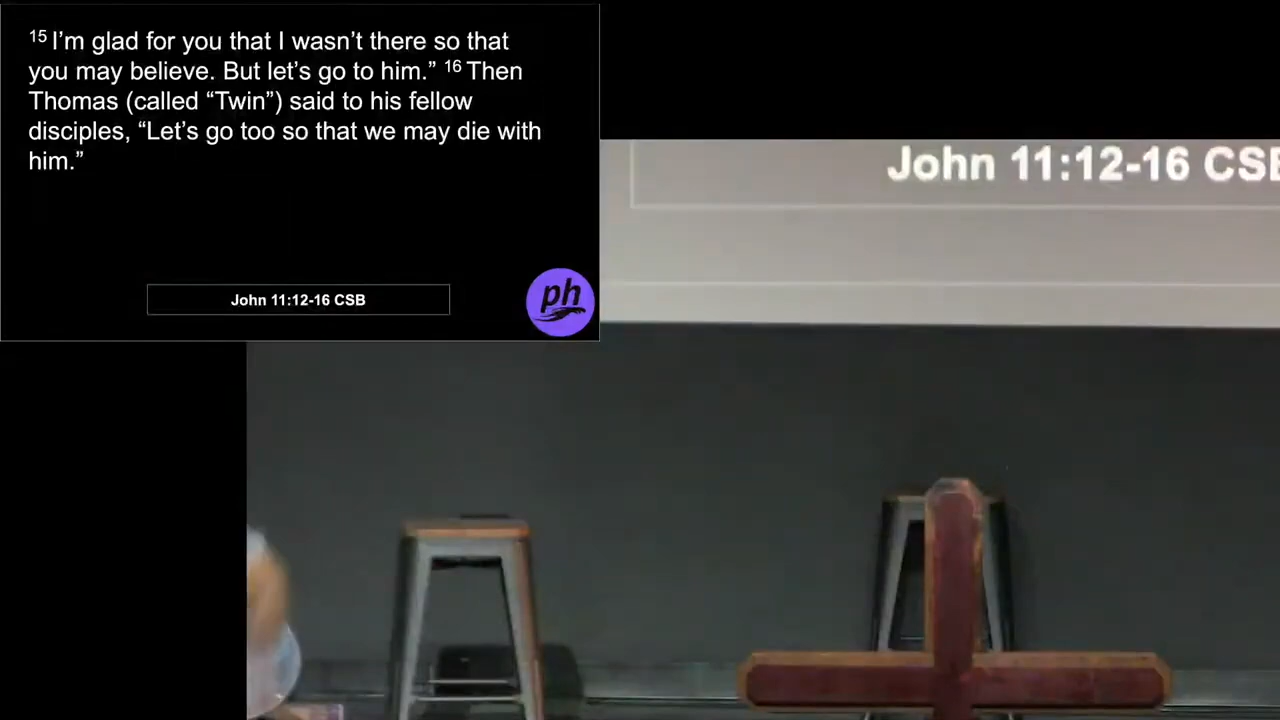 15 I’m glad for you that I wasn’t there so that
you may believe. But let’s go to him.” 16 Then
Thomas (called “Twin”) said to his fellow
disciples, “Let’s go too so that we may die with
him.”
John 11:12-16 CSB
ph
John 11:12-16 CSB